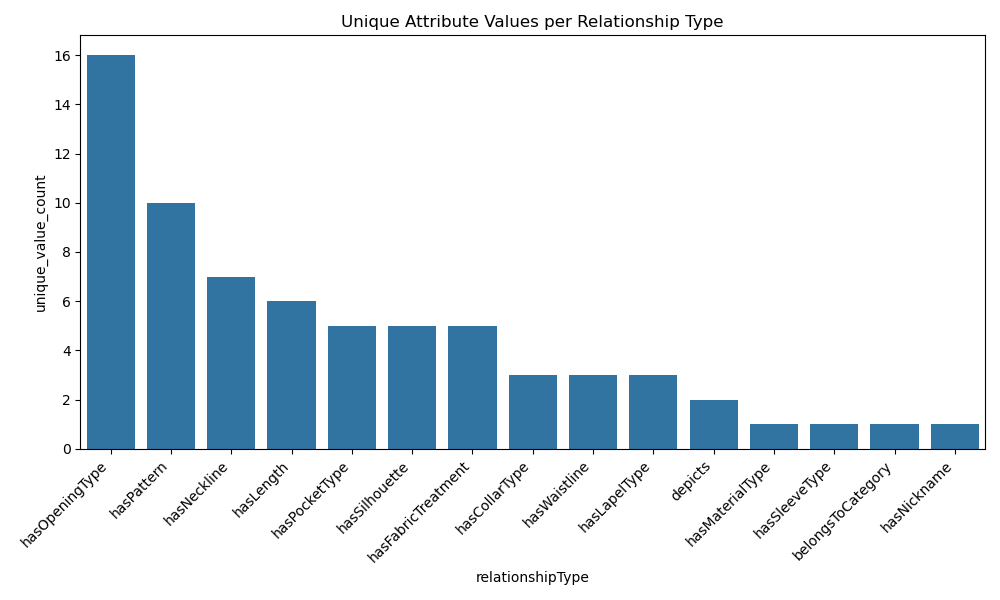 Unique Attribute Values per Relationship Type
unique_value_count
16
14
12
10
8
6
4
2
0
hasOpeningType
hasPattern
hasNeckline
hasLength
hasPocketType
hasSilhouette
hasFabricTreatment
hasCollarType
hasWaistline
hasLapelType
depicts
hasMaterialType
hasSleeveType
belongsToCategory
hasNickname
relationshipType